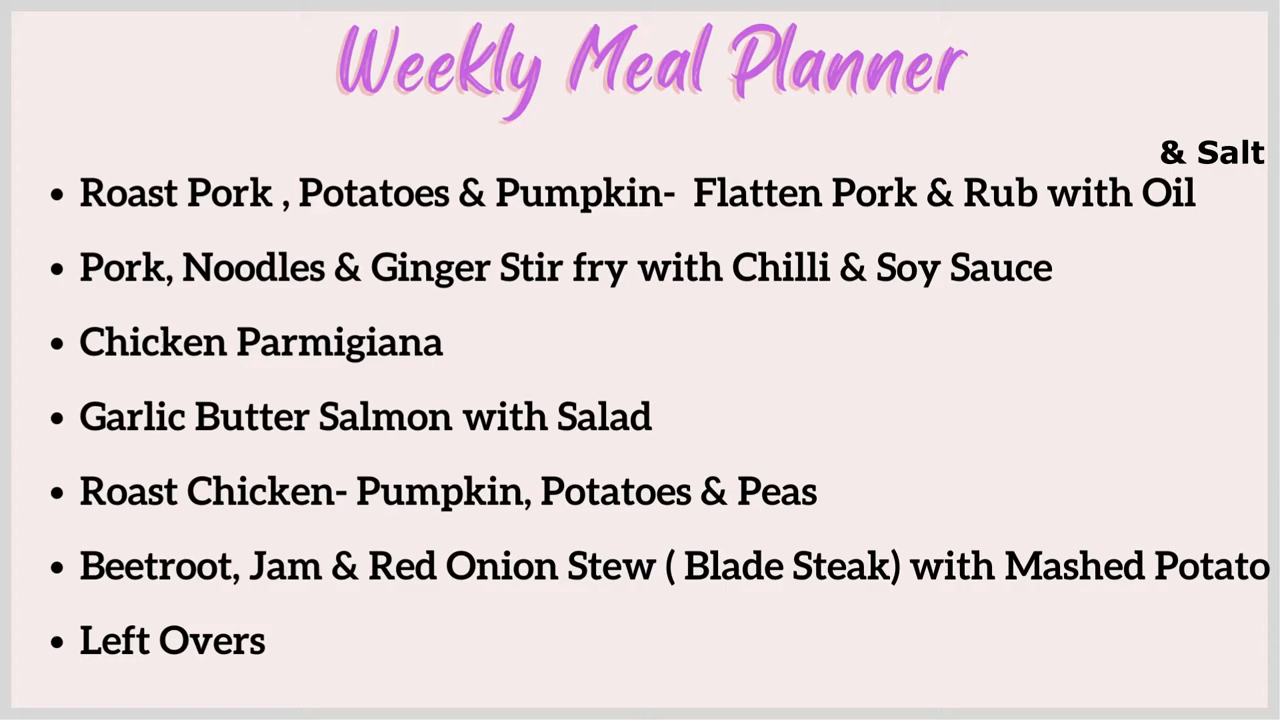 Weekly Meal Planner
& Salt
• Roast Pork , Potatoes & Pumpkin- Flatten Pork & Rub with Oil
• Pork, Noodles & Ginger Stir fry with Chilli & Soy Sauce
• Chicken Parmigiana
• Garlic Butter Salmon with Salad
• Roast Chicken- Pumpkin, Potatoes & Peas
• Beetroot, Jam & Red Onion Stew ( Blade Steak) with Mashed Potato
• Left Overs